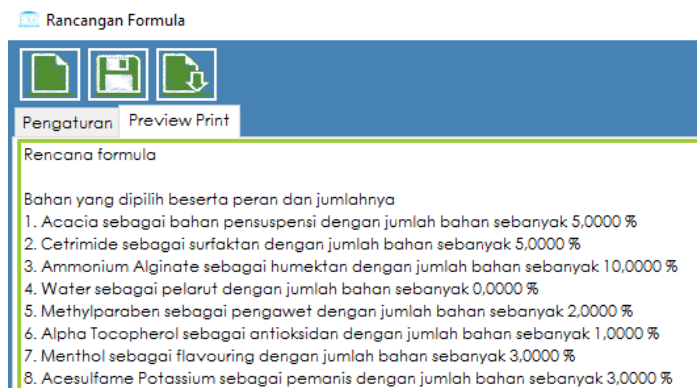 Rancangan Formula
Pengaturan Preview Print
Rencana formula
Bahan yang dipilih beserta peran dan jumlahnya
1. Acacia sebagai bahan pensuspensi dengan jumlah bahan sebanyak 5,0000 %
2. Cetrimide sebagai surfaktan dengan jumlah bahan sebanyak 5,0000 %
3. Ammonium Alginate sebagai humektan dengan jumlah bahan sebanyak 10,0000 %
4. Water sebagai pelarut dengan jumlah bahan sebanyak 0,0000 %
5. Methylparaben sebagai pengawet dengan jumlah bahan sebanyak 2,0000 %
6. Alpha Tocopherol sebagai antioksidan dengan jumlah bahan sebanyak 1,0000 %
7. Menthol sebagai flavouring dengan jumlah bahan sebanyak 3,0000 %
8. Acesulfame Potassium sebagai pemanis dengan jumlah bahan sebanyak 3,0000 %